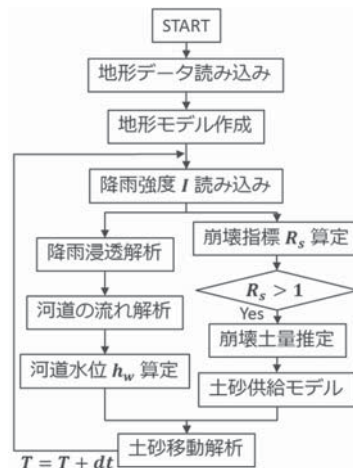 START
地形データ読み込み
地形モデル作成
降雨強度 I 読み込み
降雨浸透解析
河道の流れ解析
河道水位 h_w 算定
崩壊指標 R_s 算定
R_s > 1
Yes
崩壊土量推定
土砂供給モデル
土砂移動解析
T = T + dt